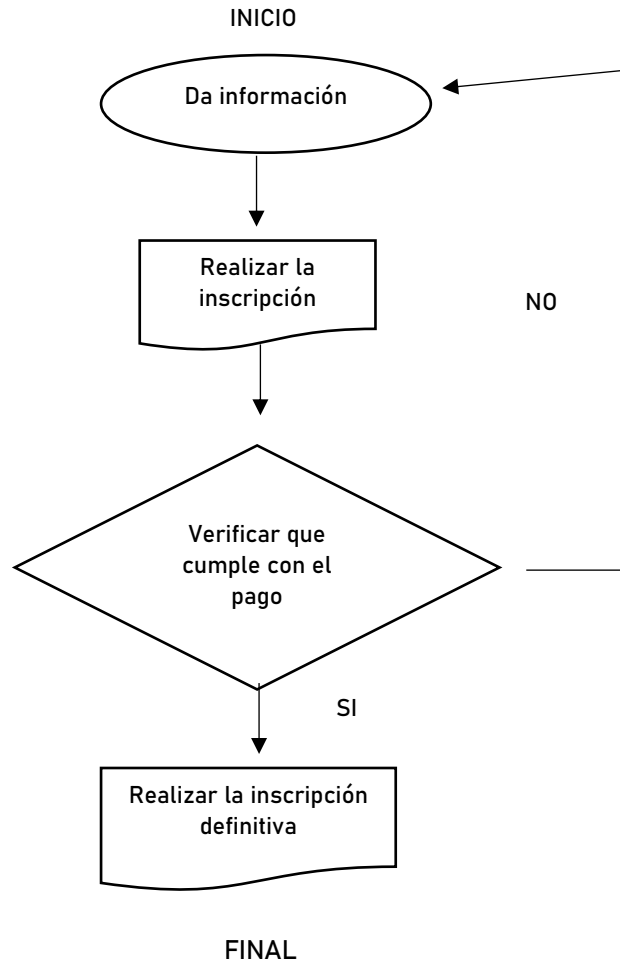 INICIO
Da información
Realizar la
inscripción
NO
Verificar que
cumple con el
pago
SI
Realizar la inscripción
definitiva
FINAL